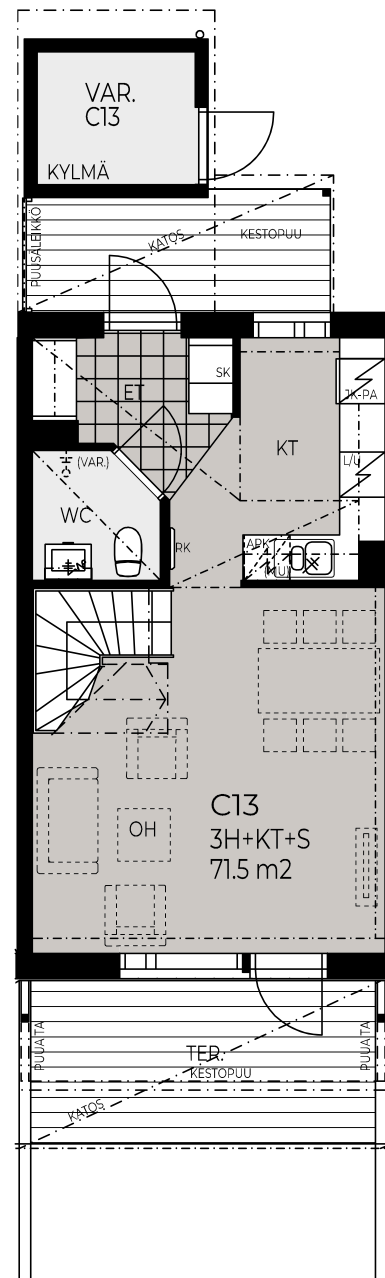 VAR.
C13
KYLMÄ
PUUSÄLEIKKÖ
KATOS
KESTOPUU
SK
ET
JK-PA
KT
(VAR.)
L/U
WC
RK
APK
C13
3H+KT+S
71.5 m2
OH
PUUAITA
TER.
KESTOPUU
PUUAITA
KATOS